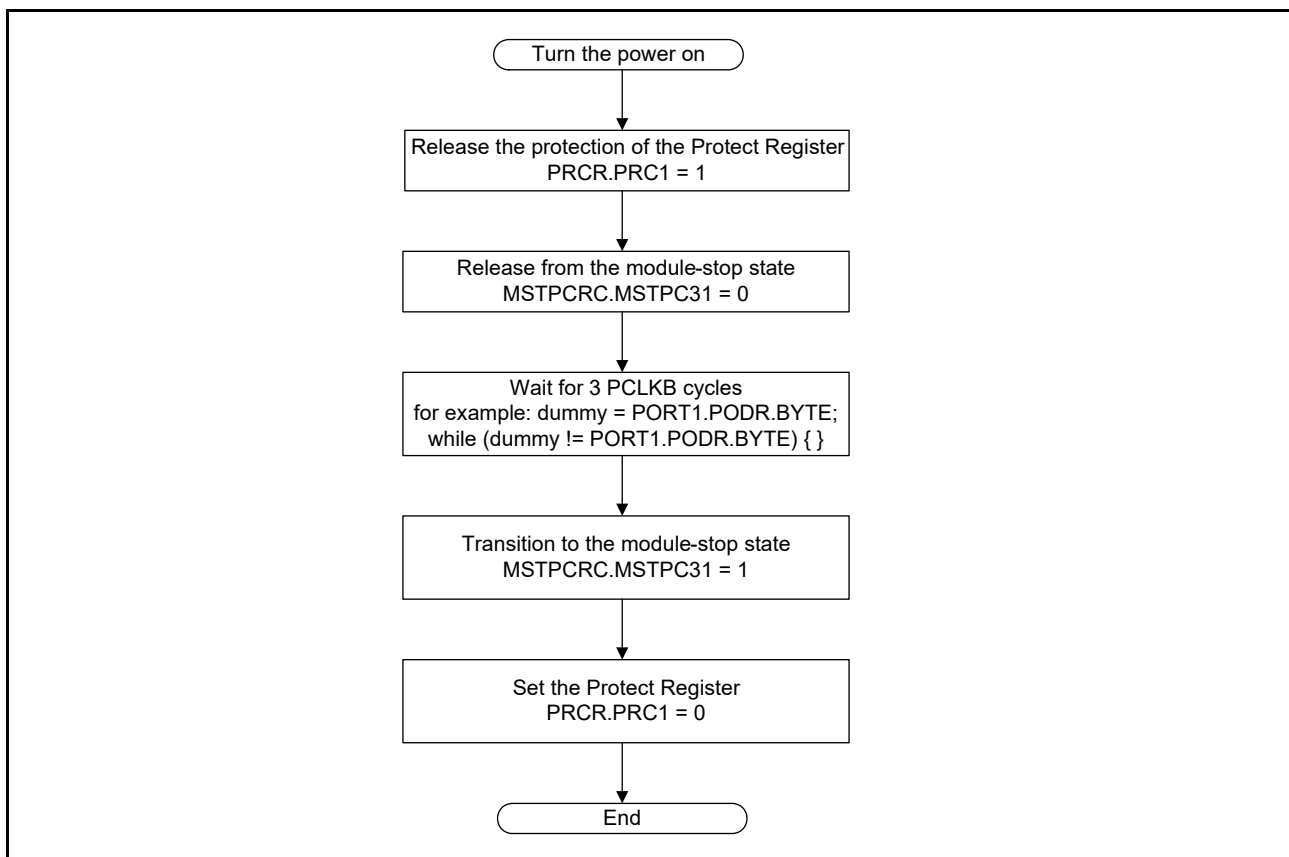 Turn the power on
Release the protection of the Protect Register
PRCR.PRC1 = 1
Release from the module-stop state
MSTPCRC.MSTPC31 = 0
Wait for 3 PCLKB cycles
for example: dummy = PORT1.PODR.BYTE;
while (dummy != PORT1.PODR.BYTE) { }
Transition to the module-stop state
MSTPCRC.MSTPC31 = 1
Set the Protect Register
PRCR.PRC1 = 0
End